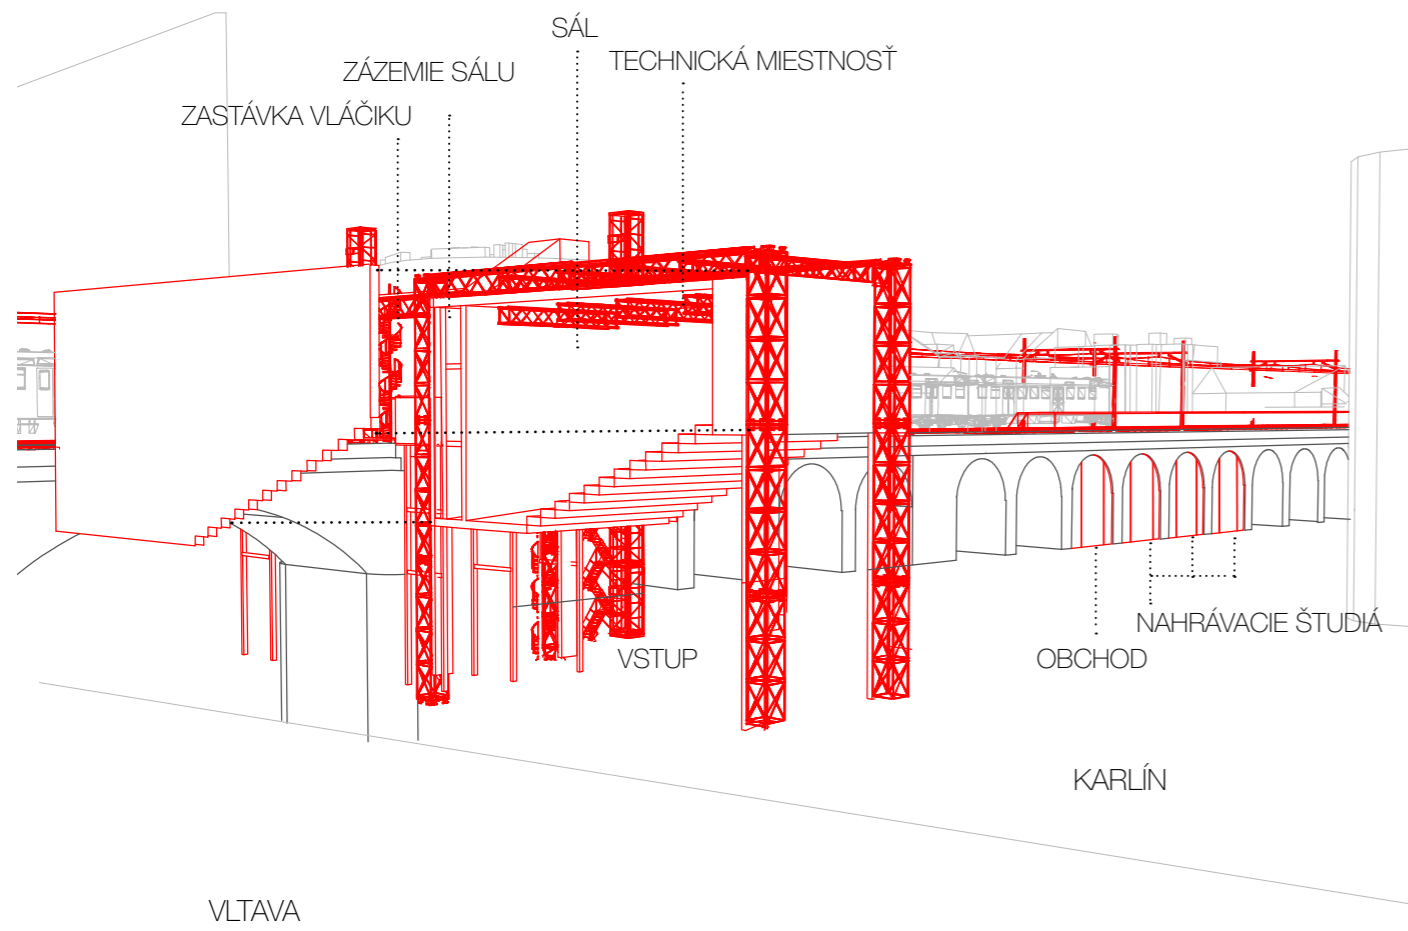 SÁL
TECHNICKÁ MIESTNOSŤ
ZÁZEMIE SÁLU
ZASTÁVKA VLÁČIKU
NAHRÁVACIE ŠTUDIÁ
VSTUP
OBCHOD
KARLÍN
VLTAVA